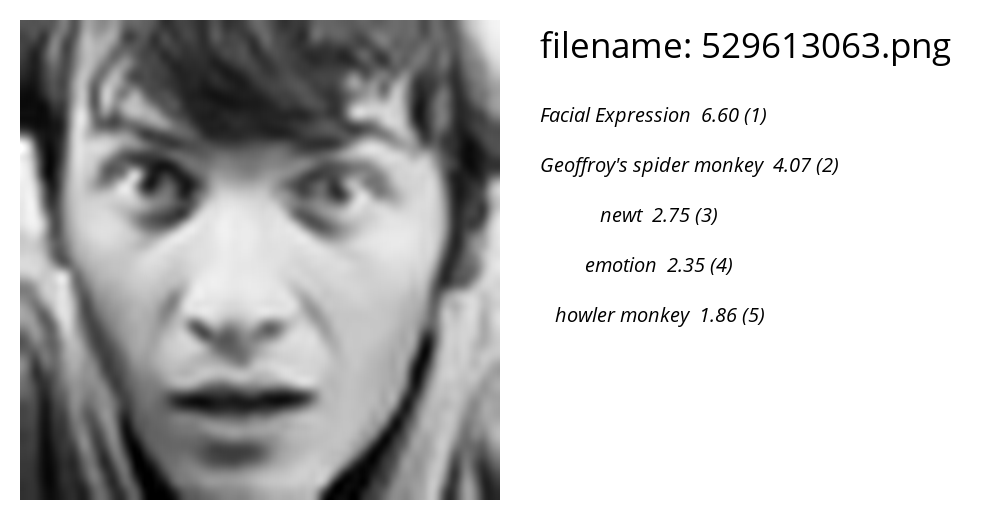 filename: 529613063.png
Facial Expression 6.60 (1)
Geoffroy's spider monkey 4.07 (2)
newt 2.75 (3)
emotion 2.35 (4)
howler monkey 1.86 (5)